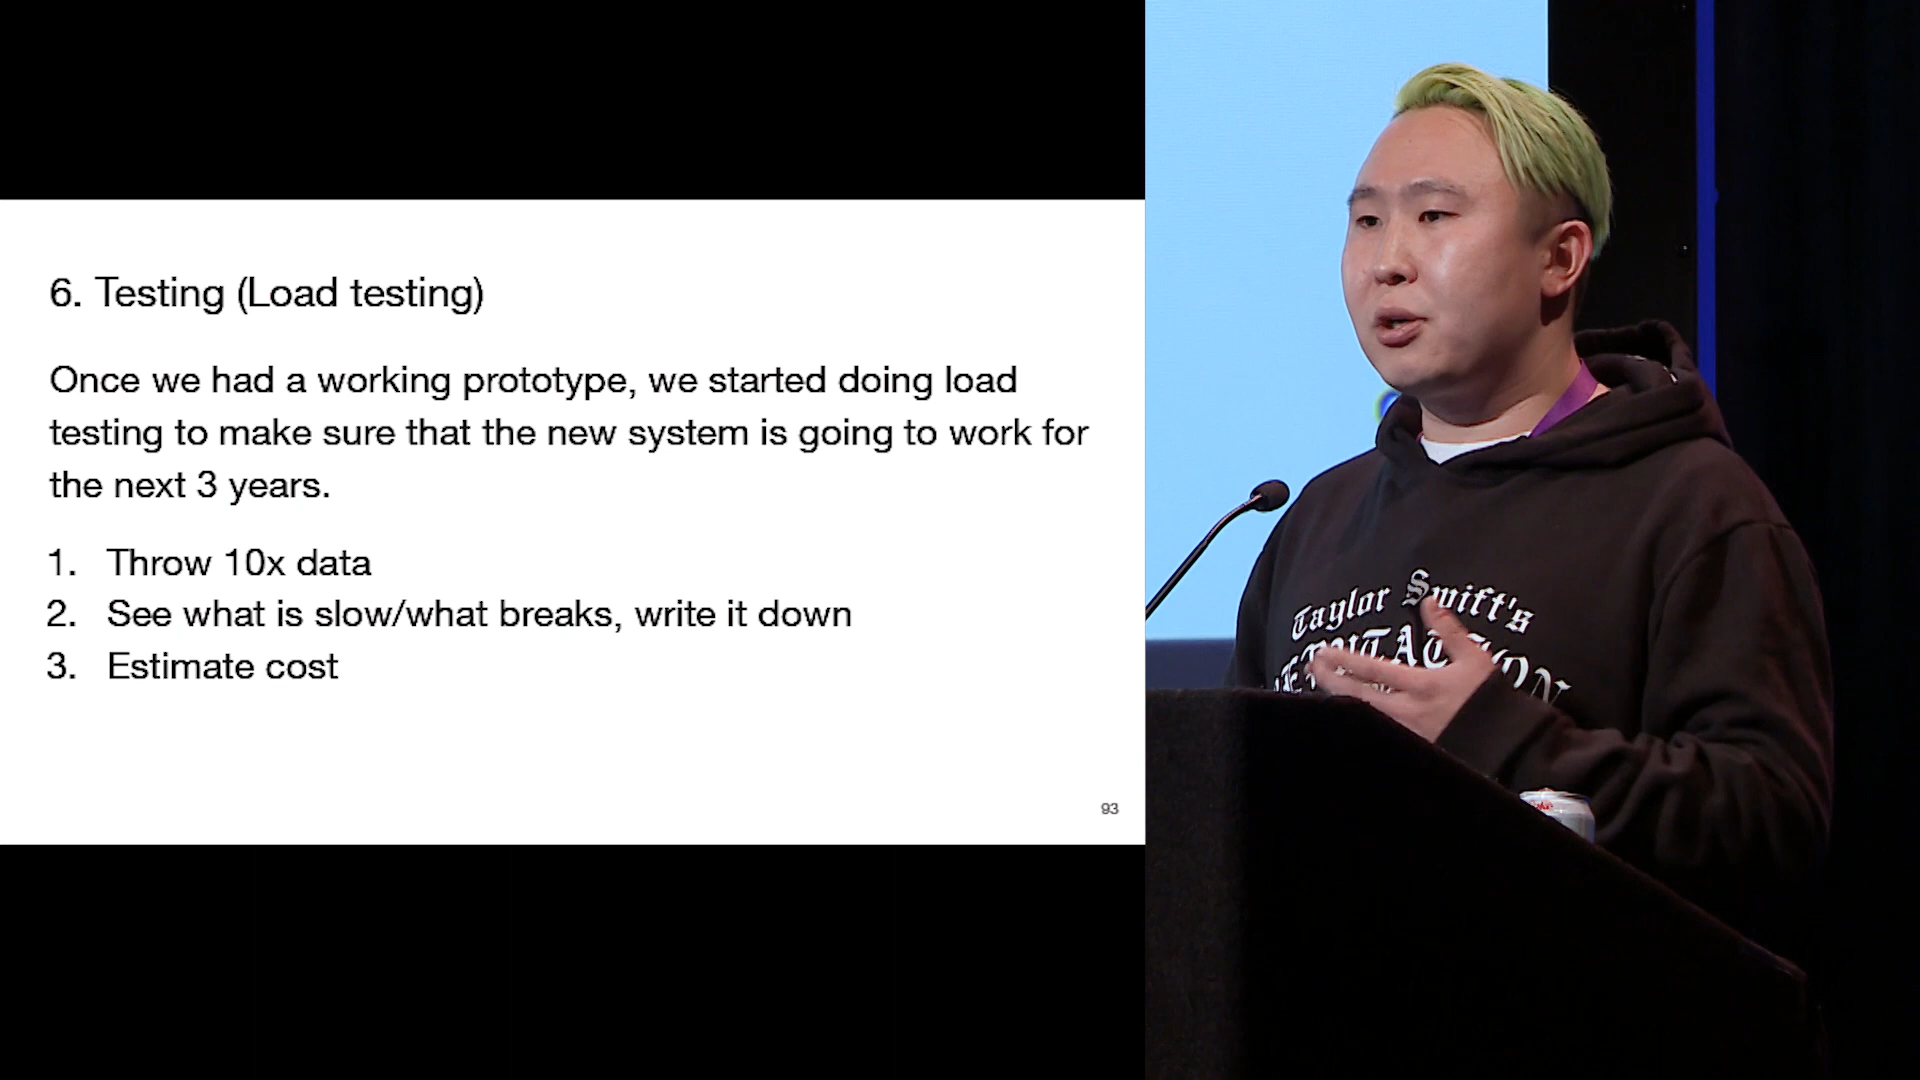 6. Testing (Load testing)
Once we had a working prototype, we started doing load
testing to make sure that the new system is going to work for
the next 3 years.
1. Throw 10x data
2. See what is slow/what breaks, write it down
3. Estimate cost
93
Taylor Swift's